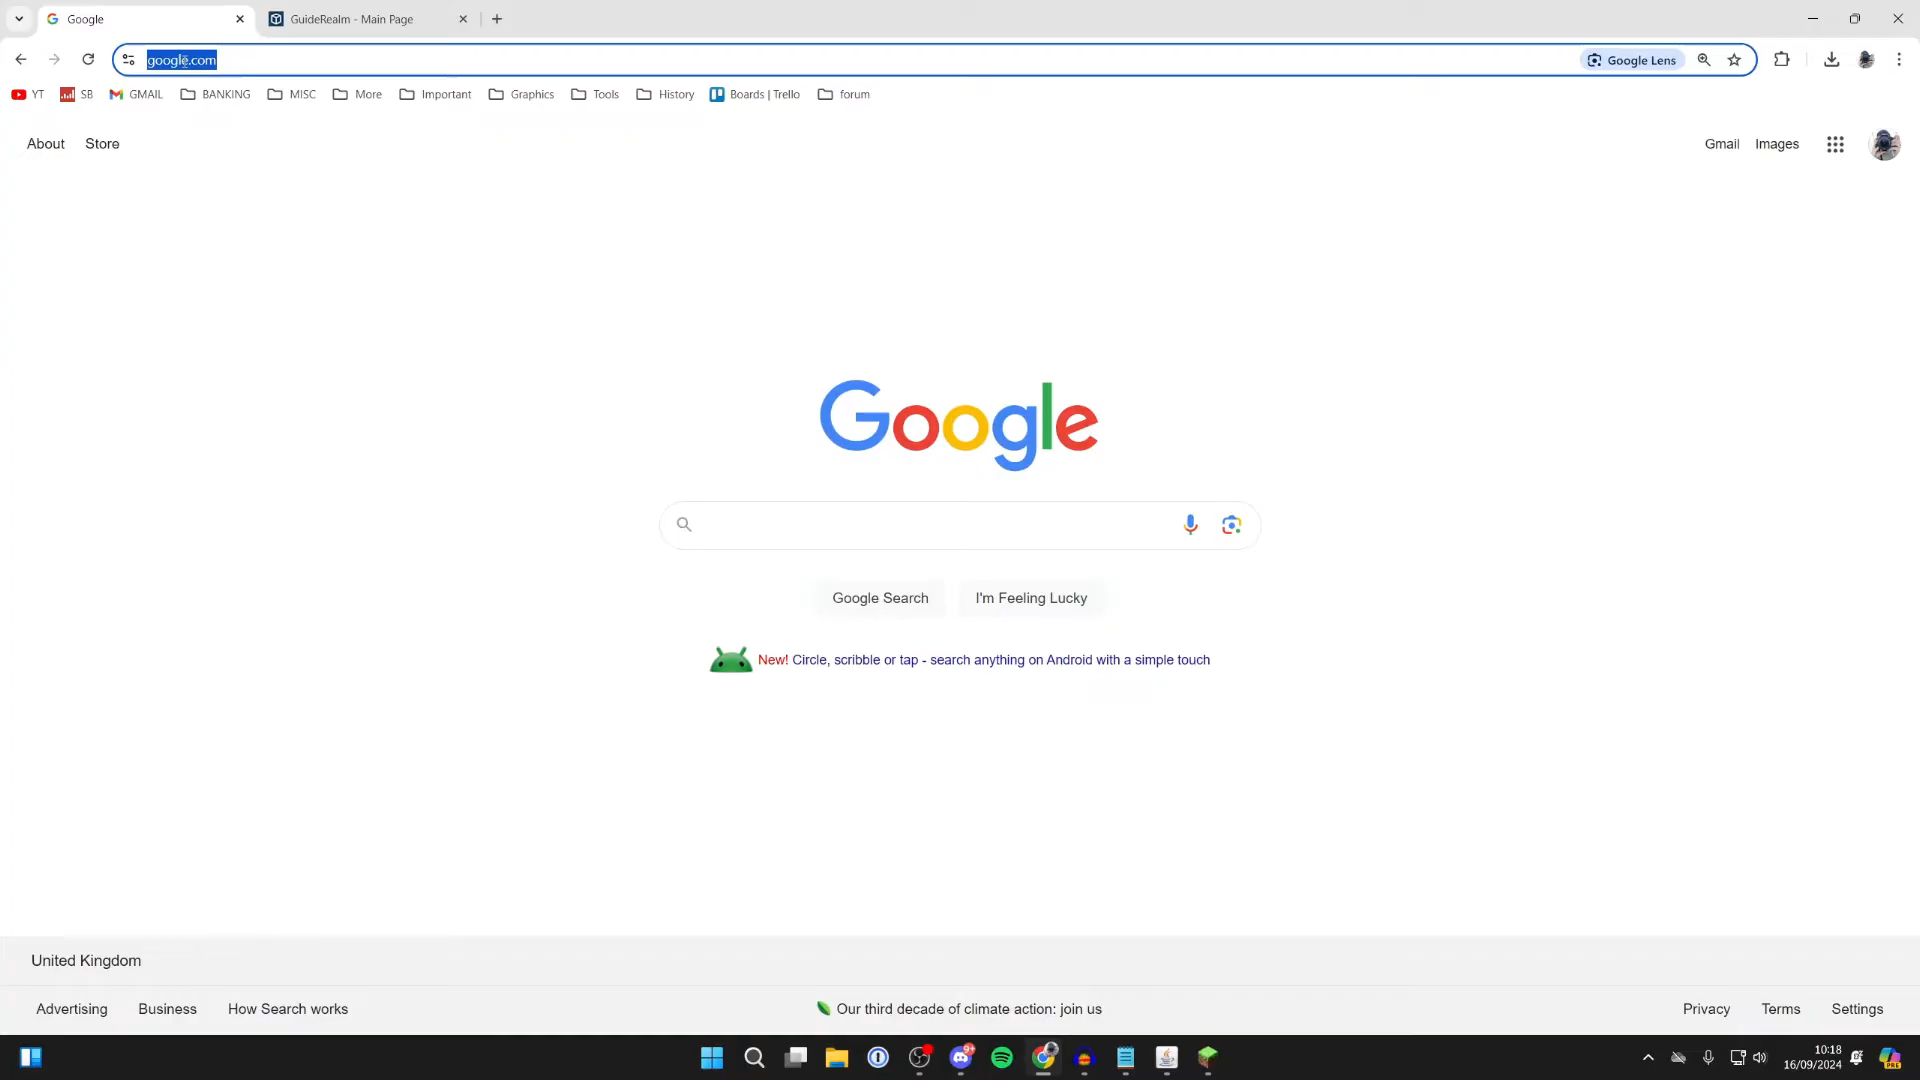 Google
GuideRealm - Main Page
google.com
Google Lens
YT
SB
GMAIL
BANKING
MISC
More
Important
Graphics
Tools
History
Boards | Trello
forum
About
Store
Gmail
Images
Google
Google Search
I'm Feeling Lucky
New! Circle, scribble or tap - search anything on Android with a simple touch
United Kingdom
Advertising
Business
How Search works
Our third decade of climate action: join us
Privacy
Terms
Settings
9+
10:18
16/09/2024
PRE